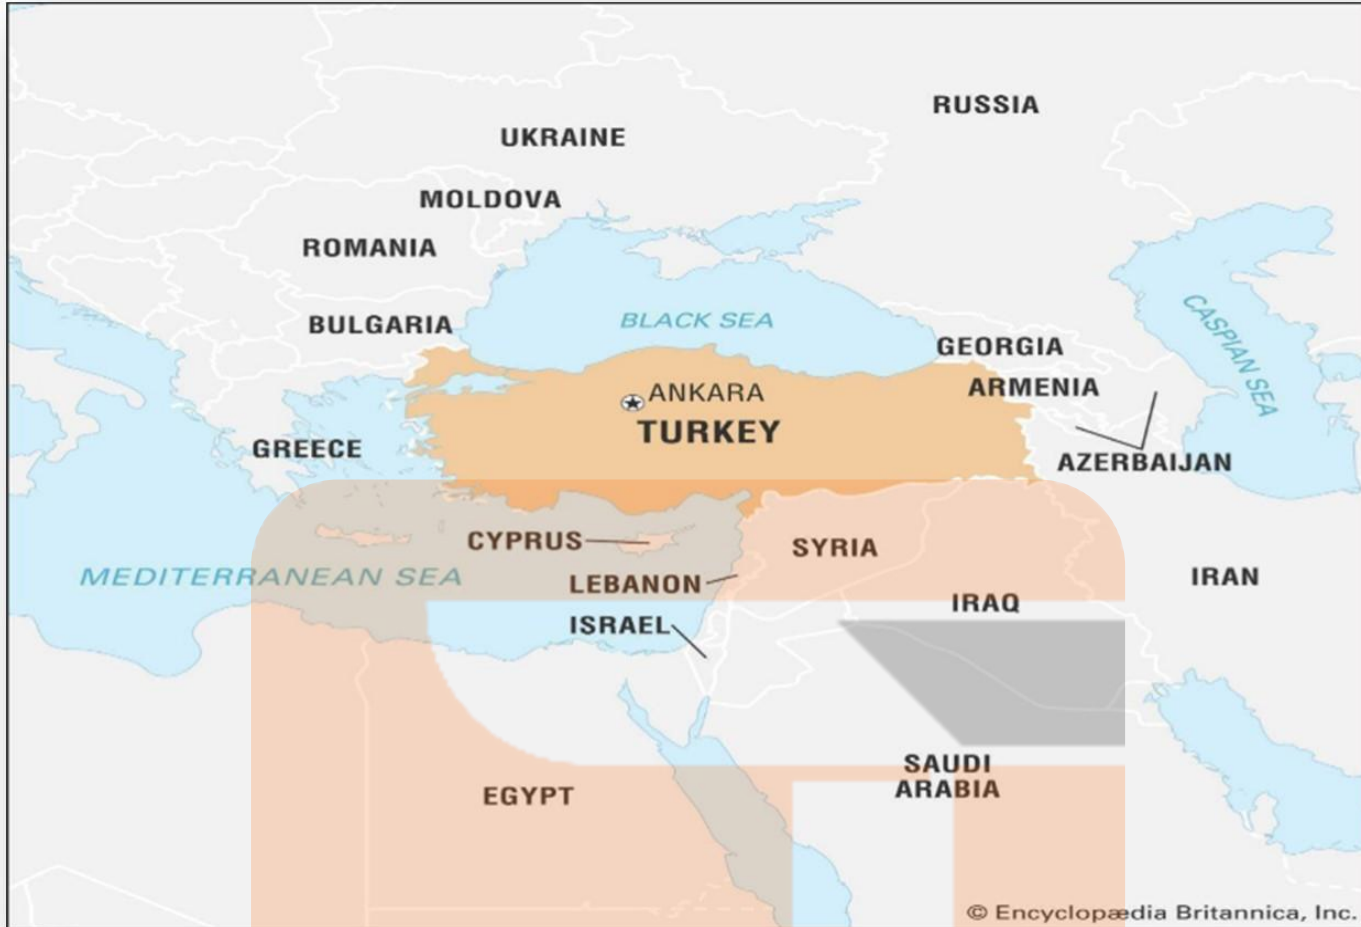 RUSSIA
UKRAINE
MOLDOVA
ROMANIA
BULGARIA
BLACK SEA
CASPIAN SEA
GEORGIA
ARMENIA
ANKARA
TURKEY
GREECE
AZERBAIJAN
CYPRUS
SYRIA
MEDITERRANEAN SEA
LEBANON
IRAN
IRAQ
ISRAEL
SAUDI
ARABIA
EGYPT
© Encyclopædia Britannica, Inc.